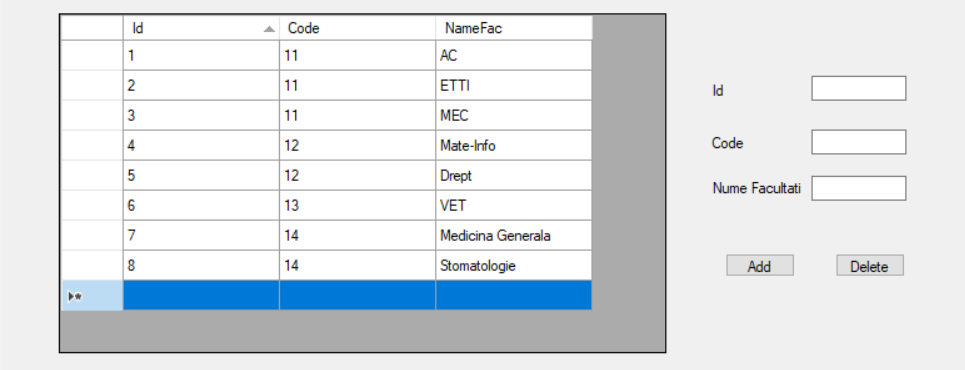 Id Code NameFac
1 11 AC
2 11 ETTI
3 11 MEC
4 12 Mate-Info
5 12 Drept
6 13 VET
7 14 Medicina Generala
8 14 Stomatologie
Id
Code
Nume Facultati
Add Delete